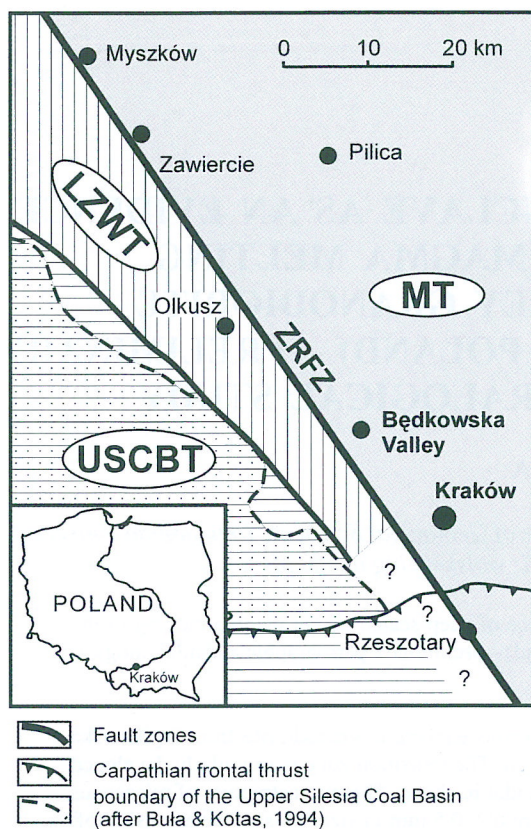 Myszków
0 10 20 km
Zawiercie
Pilica
LZWT
MT
Olkusz
ZRFZ
Będkowska
Valley
USCBT
Kraków
?
POLAND
?
Rzeszotary
Kraków
?
Fault zones
Carpathian frontal thrust
boundary of the Upper Silesia Coal Basin
(after Buła & Kotas, 1994)